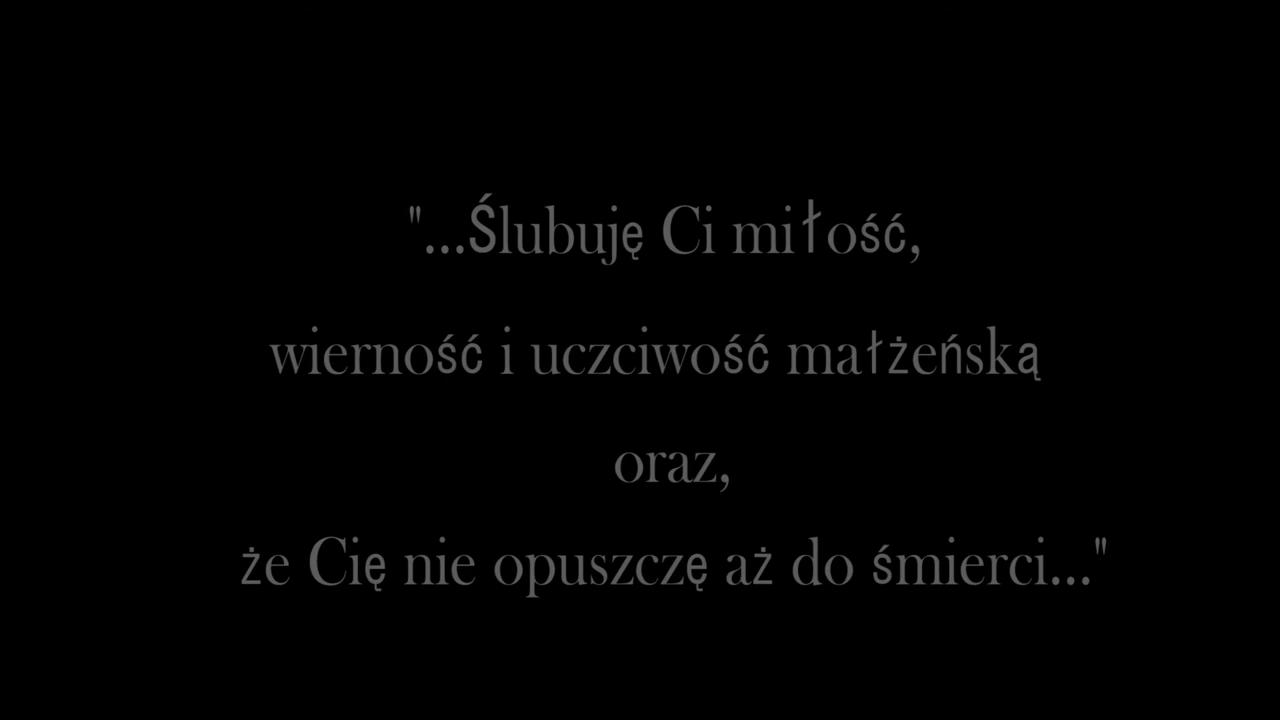 "...Ślubuję Ci miłość,
wierność i uczciwość małżeńską
oraz,
że Cię nie opuszczę aż do śmierci..."